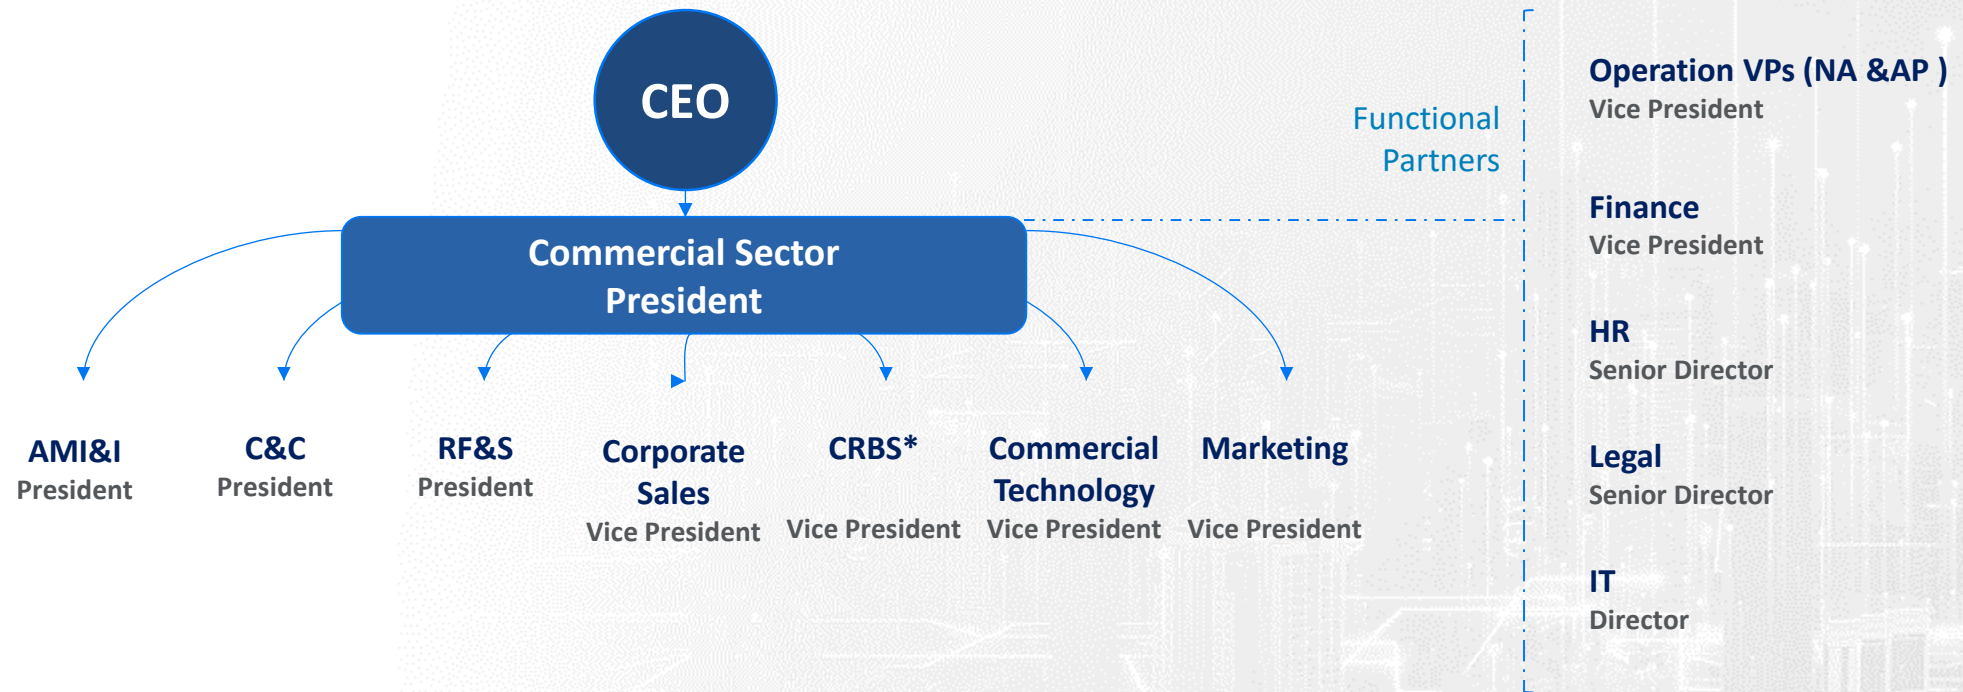 CEO
Functional
Partners
Commercial Sector
President
AMI&I
President
C&C
President
RF&S
President
Corporate
Sales
Vice President
CRBS*
Vice President
Commercial
Technology
Vice President
Marketing
Vice President
Operation VPs (NA &AP )
Vice President
Finance
Vice President
HR
Senior Director
Legal
Senior Director
IT
Director